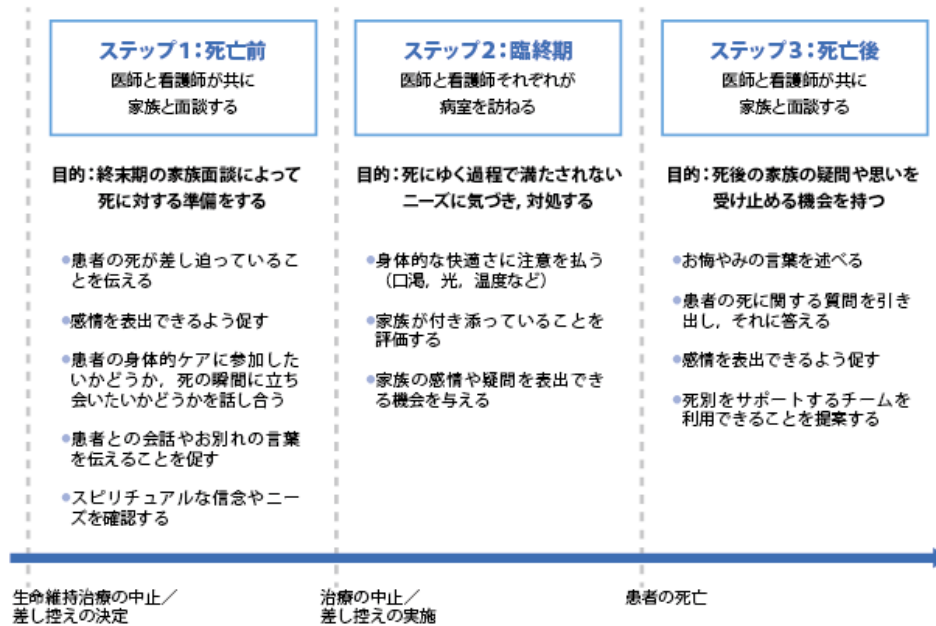 ステップ1：死亡前
医師と看護師が共に
家族と面談する
目的：終末期の家族面談によって
死に対する準備をする
●患者の死が差し迫っているこ
とを伝える
●感情を表出できるよう促す
●患者の身体的ケアに参加した
いかどうか，死の瞬間に立ち
会いたいかどうかを話し合う
●患者との会話やお別れの言葉
を伝えることを促す
●スピリチュアルな信念やニー
ズを確認する
ステップ2：臨終期
医師と看護師それぞれが
病室を訪ねる
目的：死にゆく過程で満たされない
ニーズに気づき，対処する
●身体的な快適さに注意を払う
（口渇，光，温度など）
●家族が付き添っていることを
評価する
●家族の感情や疑問を表出でき
る機会を与える
ステップ3：死亡後
医師と看護師が共に
家族と面談する
目的：死後の家族の疑問や思いを
受け止める機会を持つ
●お悔やみの言葉を述べる
●患者の死に関する質問を引き
出し，それに答える
●感情を表出できるよう促す
●死別をサポートするチームを
利用できることを提案する
生命維持治療の中止／
差し控えの決定
治療の中止／
差し控えの実施
患者の死亡